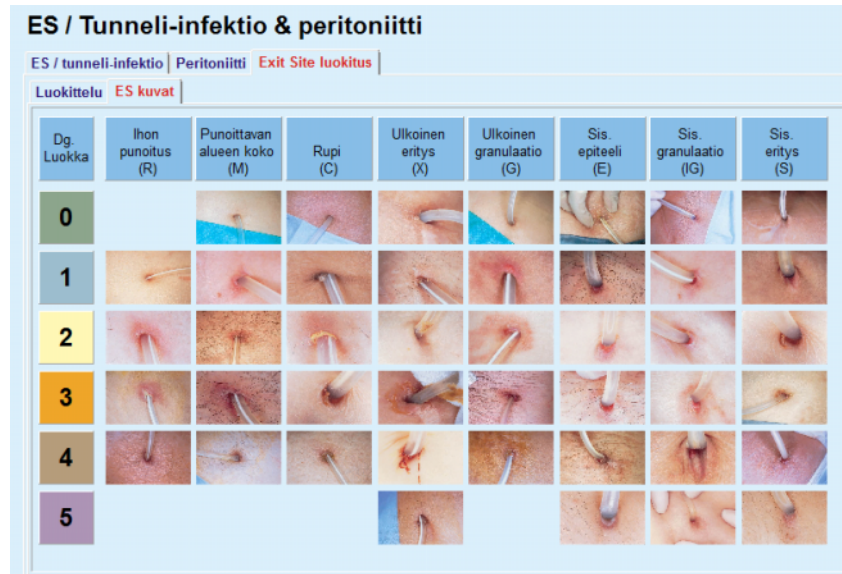 ES / Tunneli-infektio & peritoniitti
ES / tunneli-infektio Peritoniitti Exit Site luokitus
Luokittelu ES kuvat
Dg.
Luokka
Ihon
punoitus
(R)
Punoittavan
alueen koko
(M)
Rupi
(C)
Ulkoinen
eritys
(X)
Ulkoinen
granulaatio
(G)
Sis.
epiteeli
(E)
Sis.
granulaatio
(IG)
Sis.
eritys
(S)
0
1
2
3
4
5